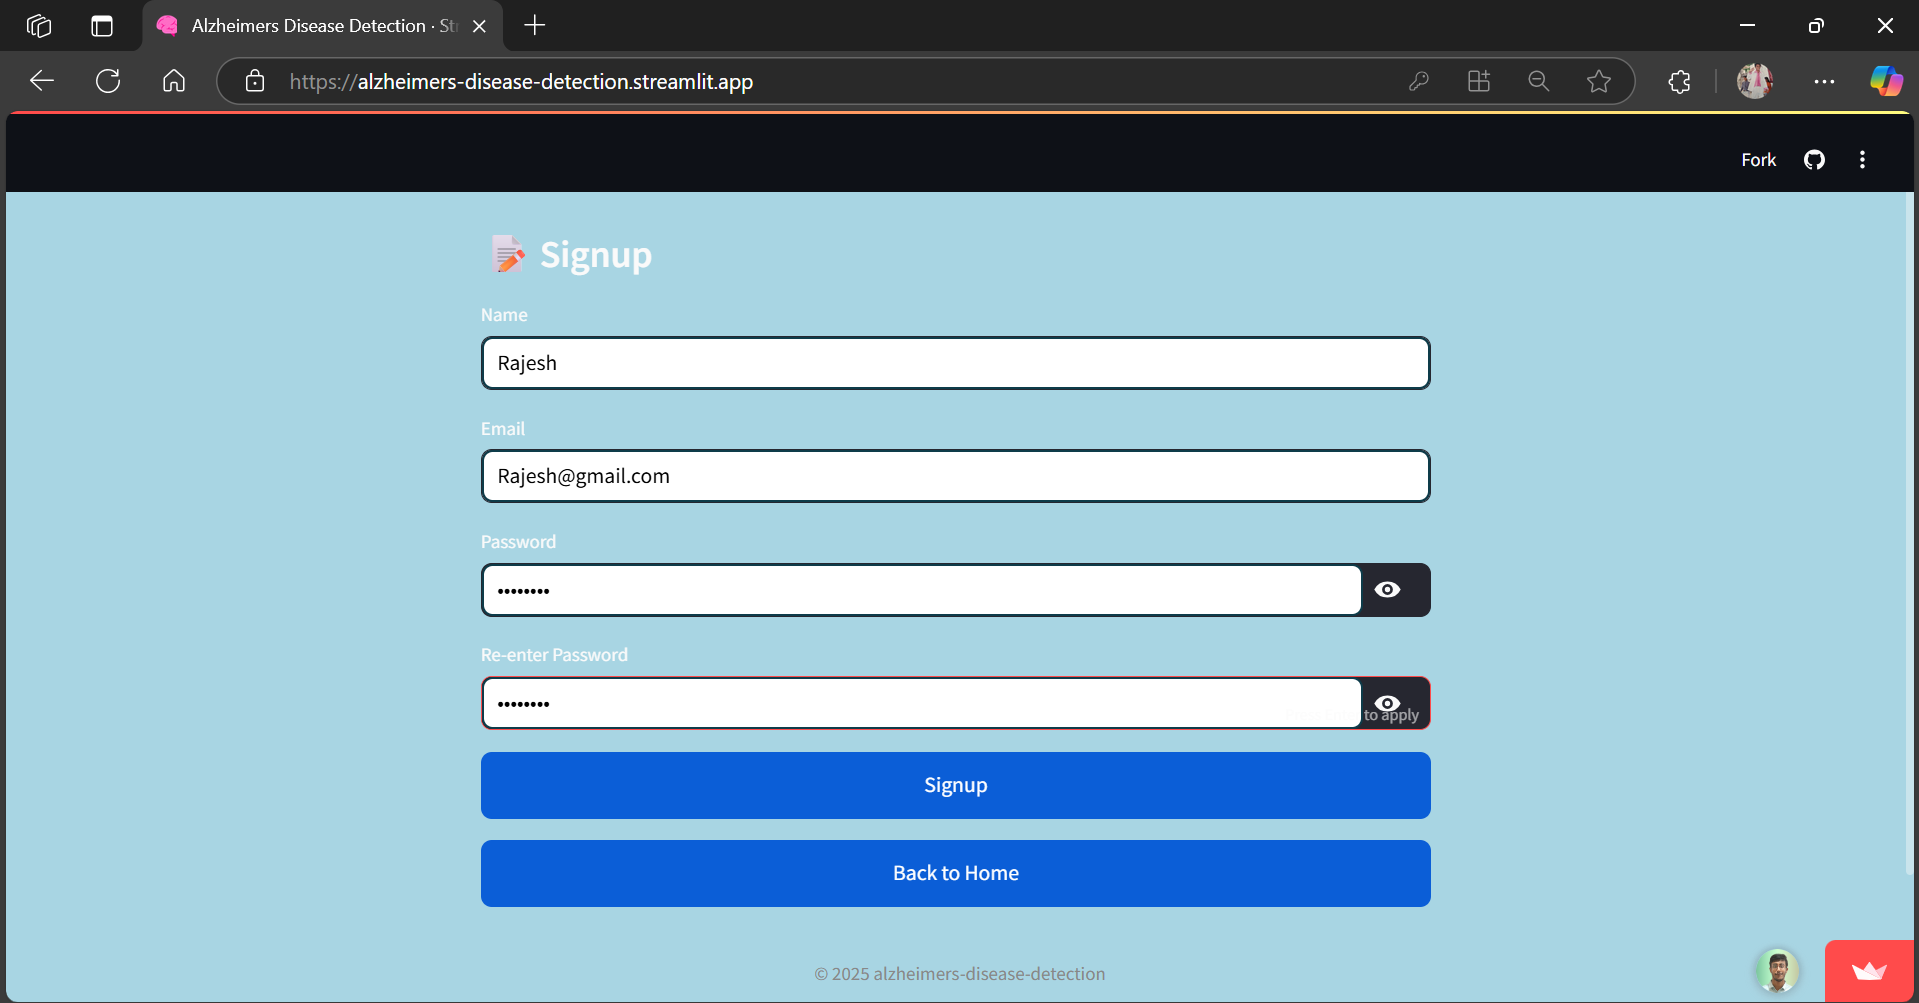 Alzheimers Disease Detection · St
https://alzheimers-disease-detection.streamlit.app
Fork
Signup
Name
Rajesh
Email
Rajesh@gmail.com
Password
••••••••
Re-enter Password
••••••••
to apply
Signup
Back to Home
© 2025 alzheimers-disease-detection